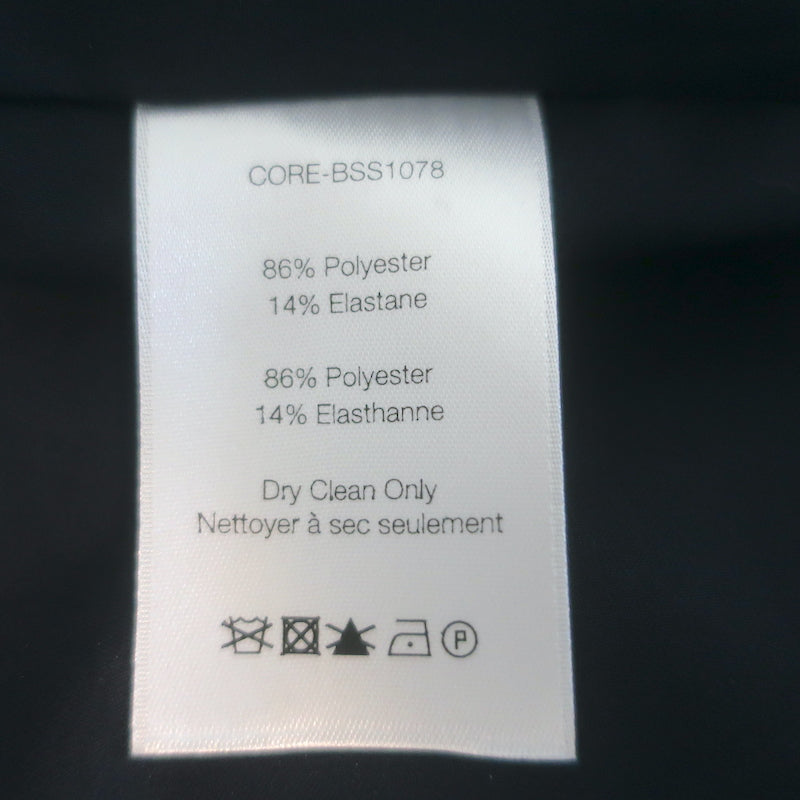 CORE-BSS1078
86% Polyester
14% Elastane
86% Polyester
14% Elasthanne
Dry Clean Only
Nettoyer à sec seulement
P